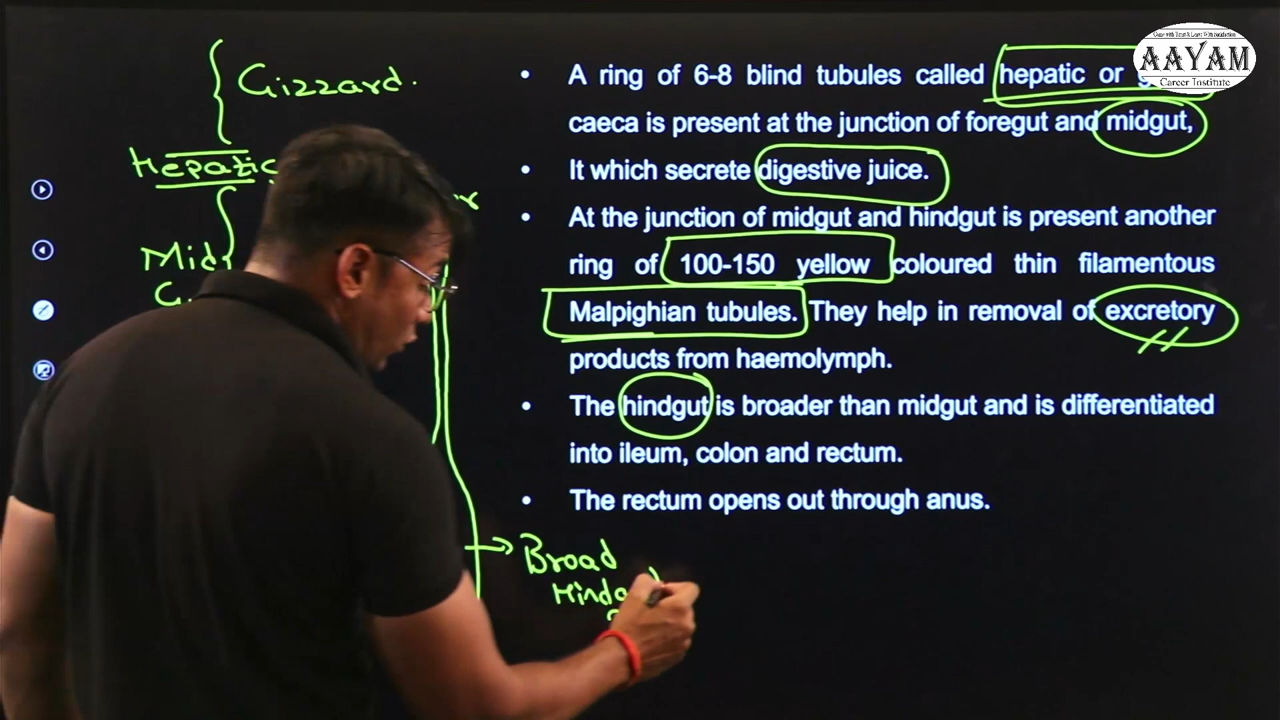 AAYAM
Career Institute
Gizzard.
Hepatic
Mid
• A ring of 6-8 blind tubules called hepatic or
caeca is present at the junction of foregut and midgut,
• It which secrete digestive juice.
• At the junction of midgut and hindgut is present another
ring of 100-150 yellow coloured thin filamentous
Malpighian tubules. They help in removal of excretory
products from haemolymph.
• The hindgut is broader than midgut and is differentiated
into ileum, colon and rectum.
• The rectum opens out through anus.
Broad